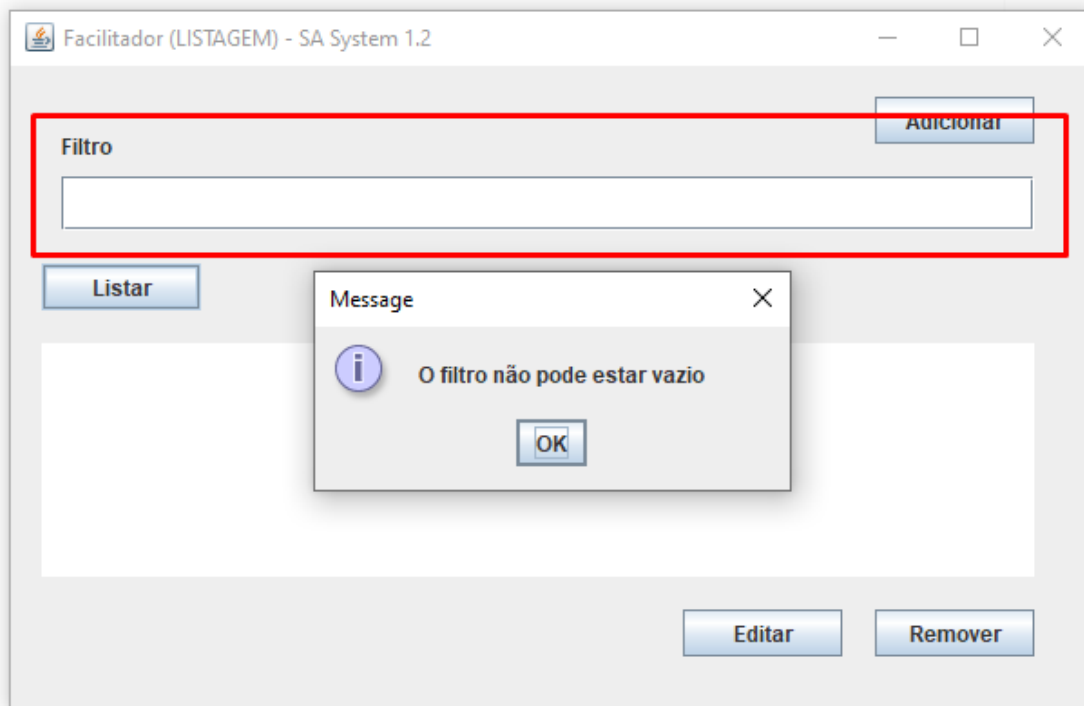 Facilitador (LISTAGEM) - SA System 1.2
Adicionar
Filtro
Listar
Message
O filtro não pode estar vazio
OK
Editar
Remover